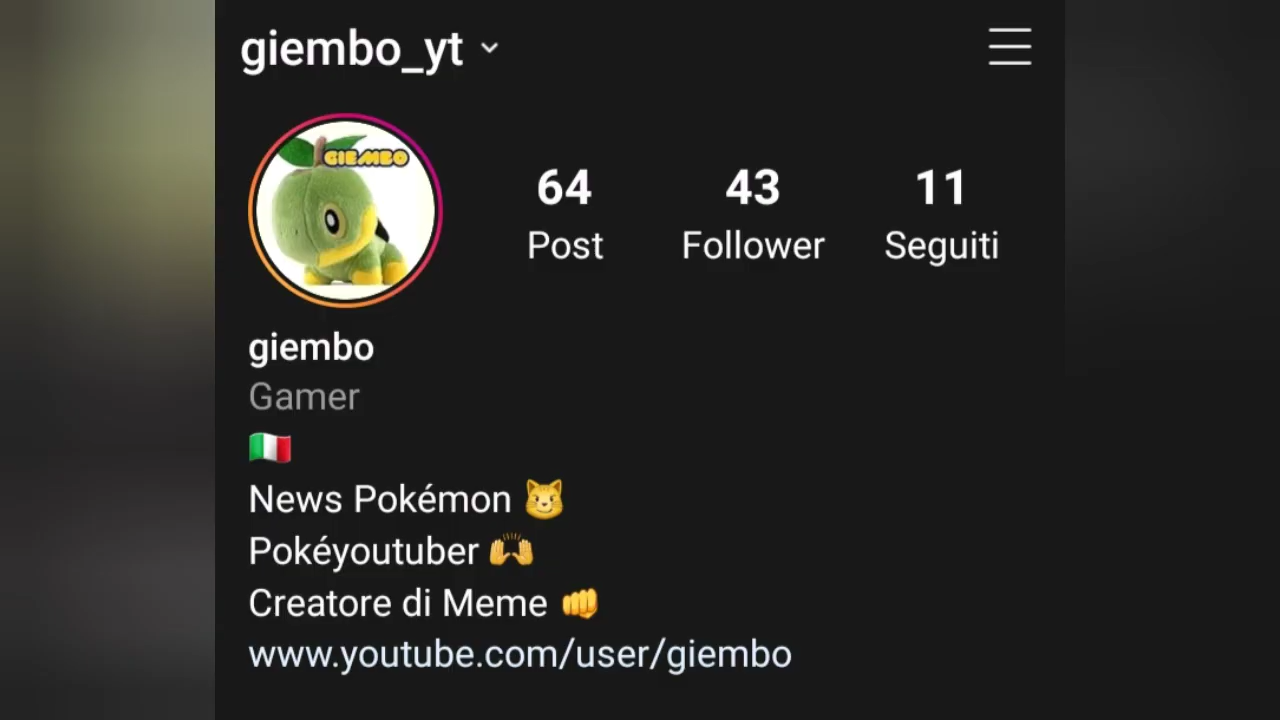 giembo_yt
GIEMBO
64 43 11
Post Follower Seguiti
giembo
Gamer
🇮🇹
News Pokémon 😼
Pokéyoutuber 🙌
Creatore di Meme 👊
www.youtube.com/user/giembo